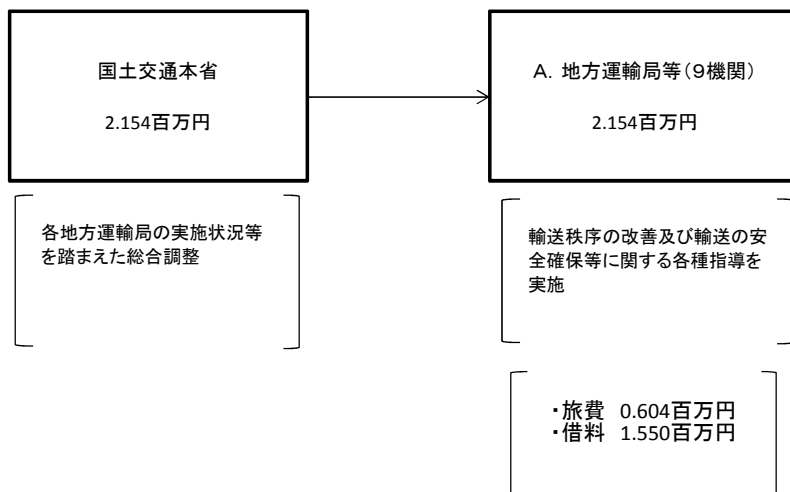 国土交通本省
2.154百万円
A. 地方運輸局等(9機関)
2.154百万円
各地方運輸局の実施状況等
を踏まえた総合調整
輸送秩序の改善及び輸送の安
全確保等に関する各種指導を
実施
・旅費 0.604百万円
・借料 1.550百万円